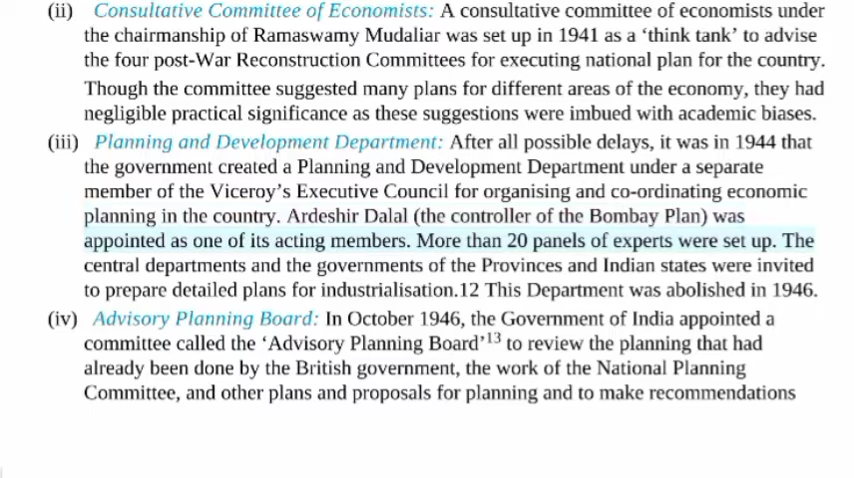 (ii) Consultative Committee of Economists: A consultative committee of economists under
the chairmanship of Ramaswamy Mudaliar was set up in 1941 as a ‘think tank’ to advise
the four post-War Reconstruction Committees for executing national plan for the country.
Though the committee suggested many plans for different areas of the economy, they had
negligible practical significance as these suggestions were imbued with academic biases.
(iii) Planning and Development Department: After all possible delays, it was in 1944 that
the government created a Planning and Development Department under a separate
member of the Viceroy’s Executive Council for organising and co-ordinating economic
planning in the country. Ardeshir Dalal (the controller of the Bombay Plan) was
appointed as one of its acting members. More than 20 panels of experts were set up. The
central departments and the governments of the Provinces and Indian states were invited
to prepare detailed plans for industrialisation.12 This Department was abolished in 1946.
(iv) Advisory Planning Board: In October 1946, the Government of India appointed a
committee called the ‘Advisory Planning Board’13 to review the planning that had
already been done by the British government, the work of the National Planning
Committee, and other plans and proposals for planning and to make recommendations